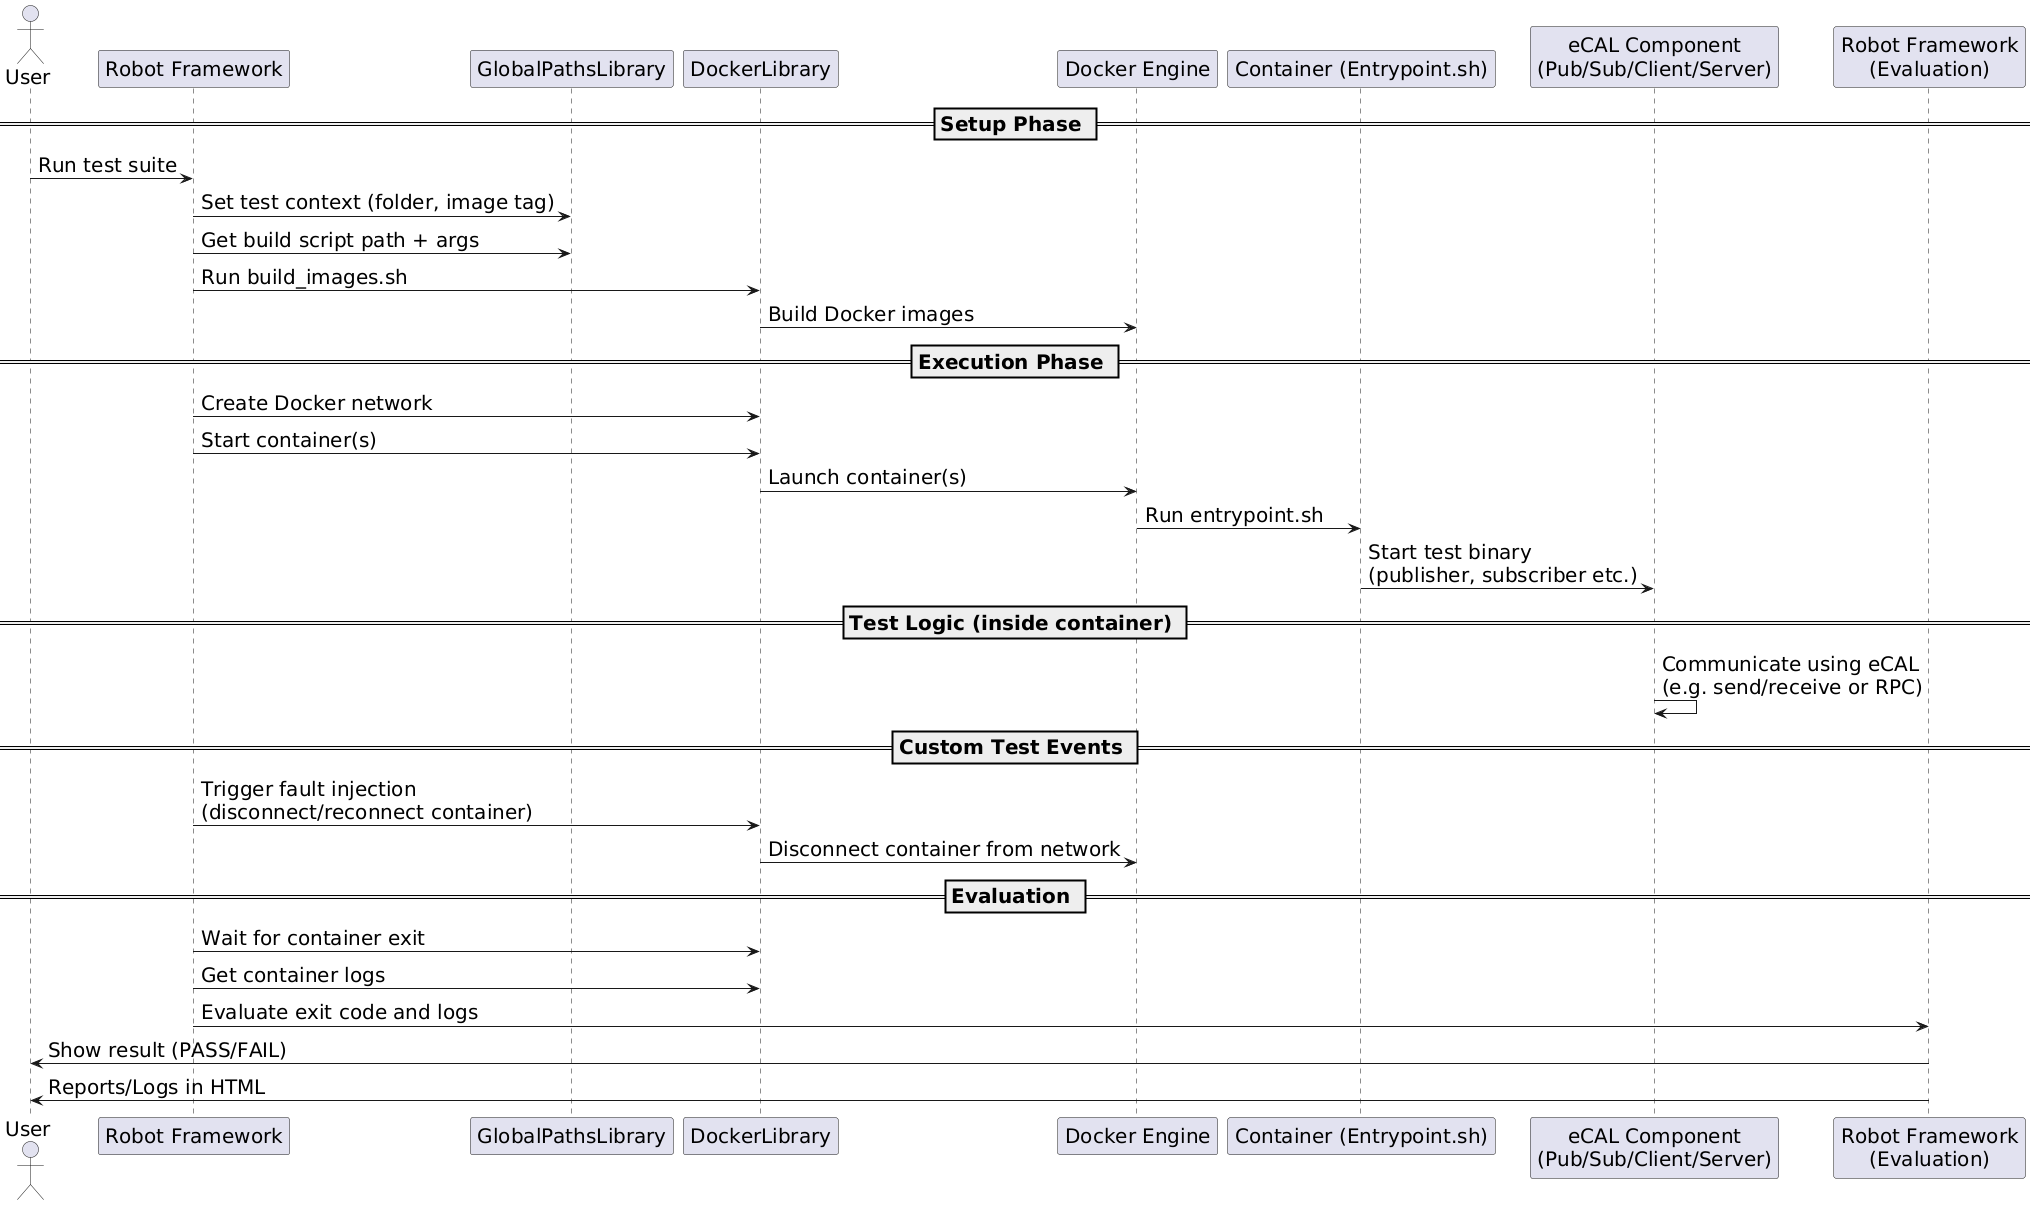 User
Robot Framework
GlobalPathsLibrary
DockerLibrary
Docker Engine
Container (Entrypoint.sh)
eCAL Component
(Pub/Sub/Client/Server)
Robot Framework
(Evaluation)
Setup Phase
Run test suite
Set test context (folder, image tag)
Get build script path + args
Run build_images.sh
Build Docker images
Execution Phase
Create Docker network
Start container(s)
Launch container(s)
Run entrypoint.sh
Start test binary
(publisher, subscriber etc.)
Test Logic (inside container)
Communicate using eCAL
(e.g. send/receive or RPC)
Custom Test Events
Trigger fault injection
(disconnect/reconnect container)
Disconnect container from network
Evaluation
Wait for container exit
Get container logs
Evaluate exit code and logs
Show result (PASS/FAIL)
Reports/Logs in HTML
User
Robot Framework
GlobalPathsLibrary
DockerLibrary
Docker Engine
Container (Entrypoint.sh)
eCAL Component
(Pub/Sub/Client/Server)
Robot Framework
(Evaluation)